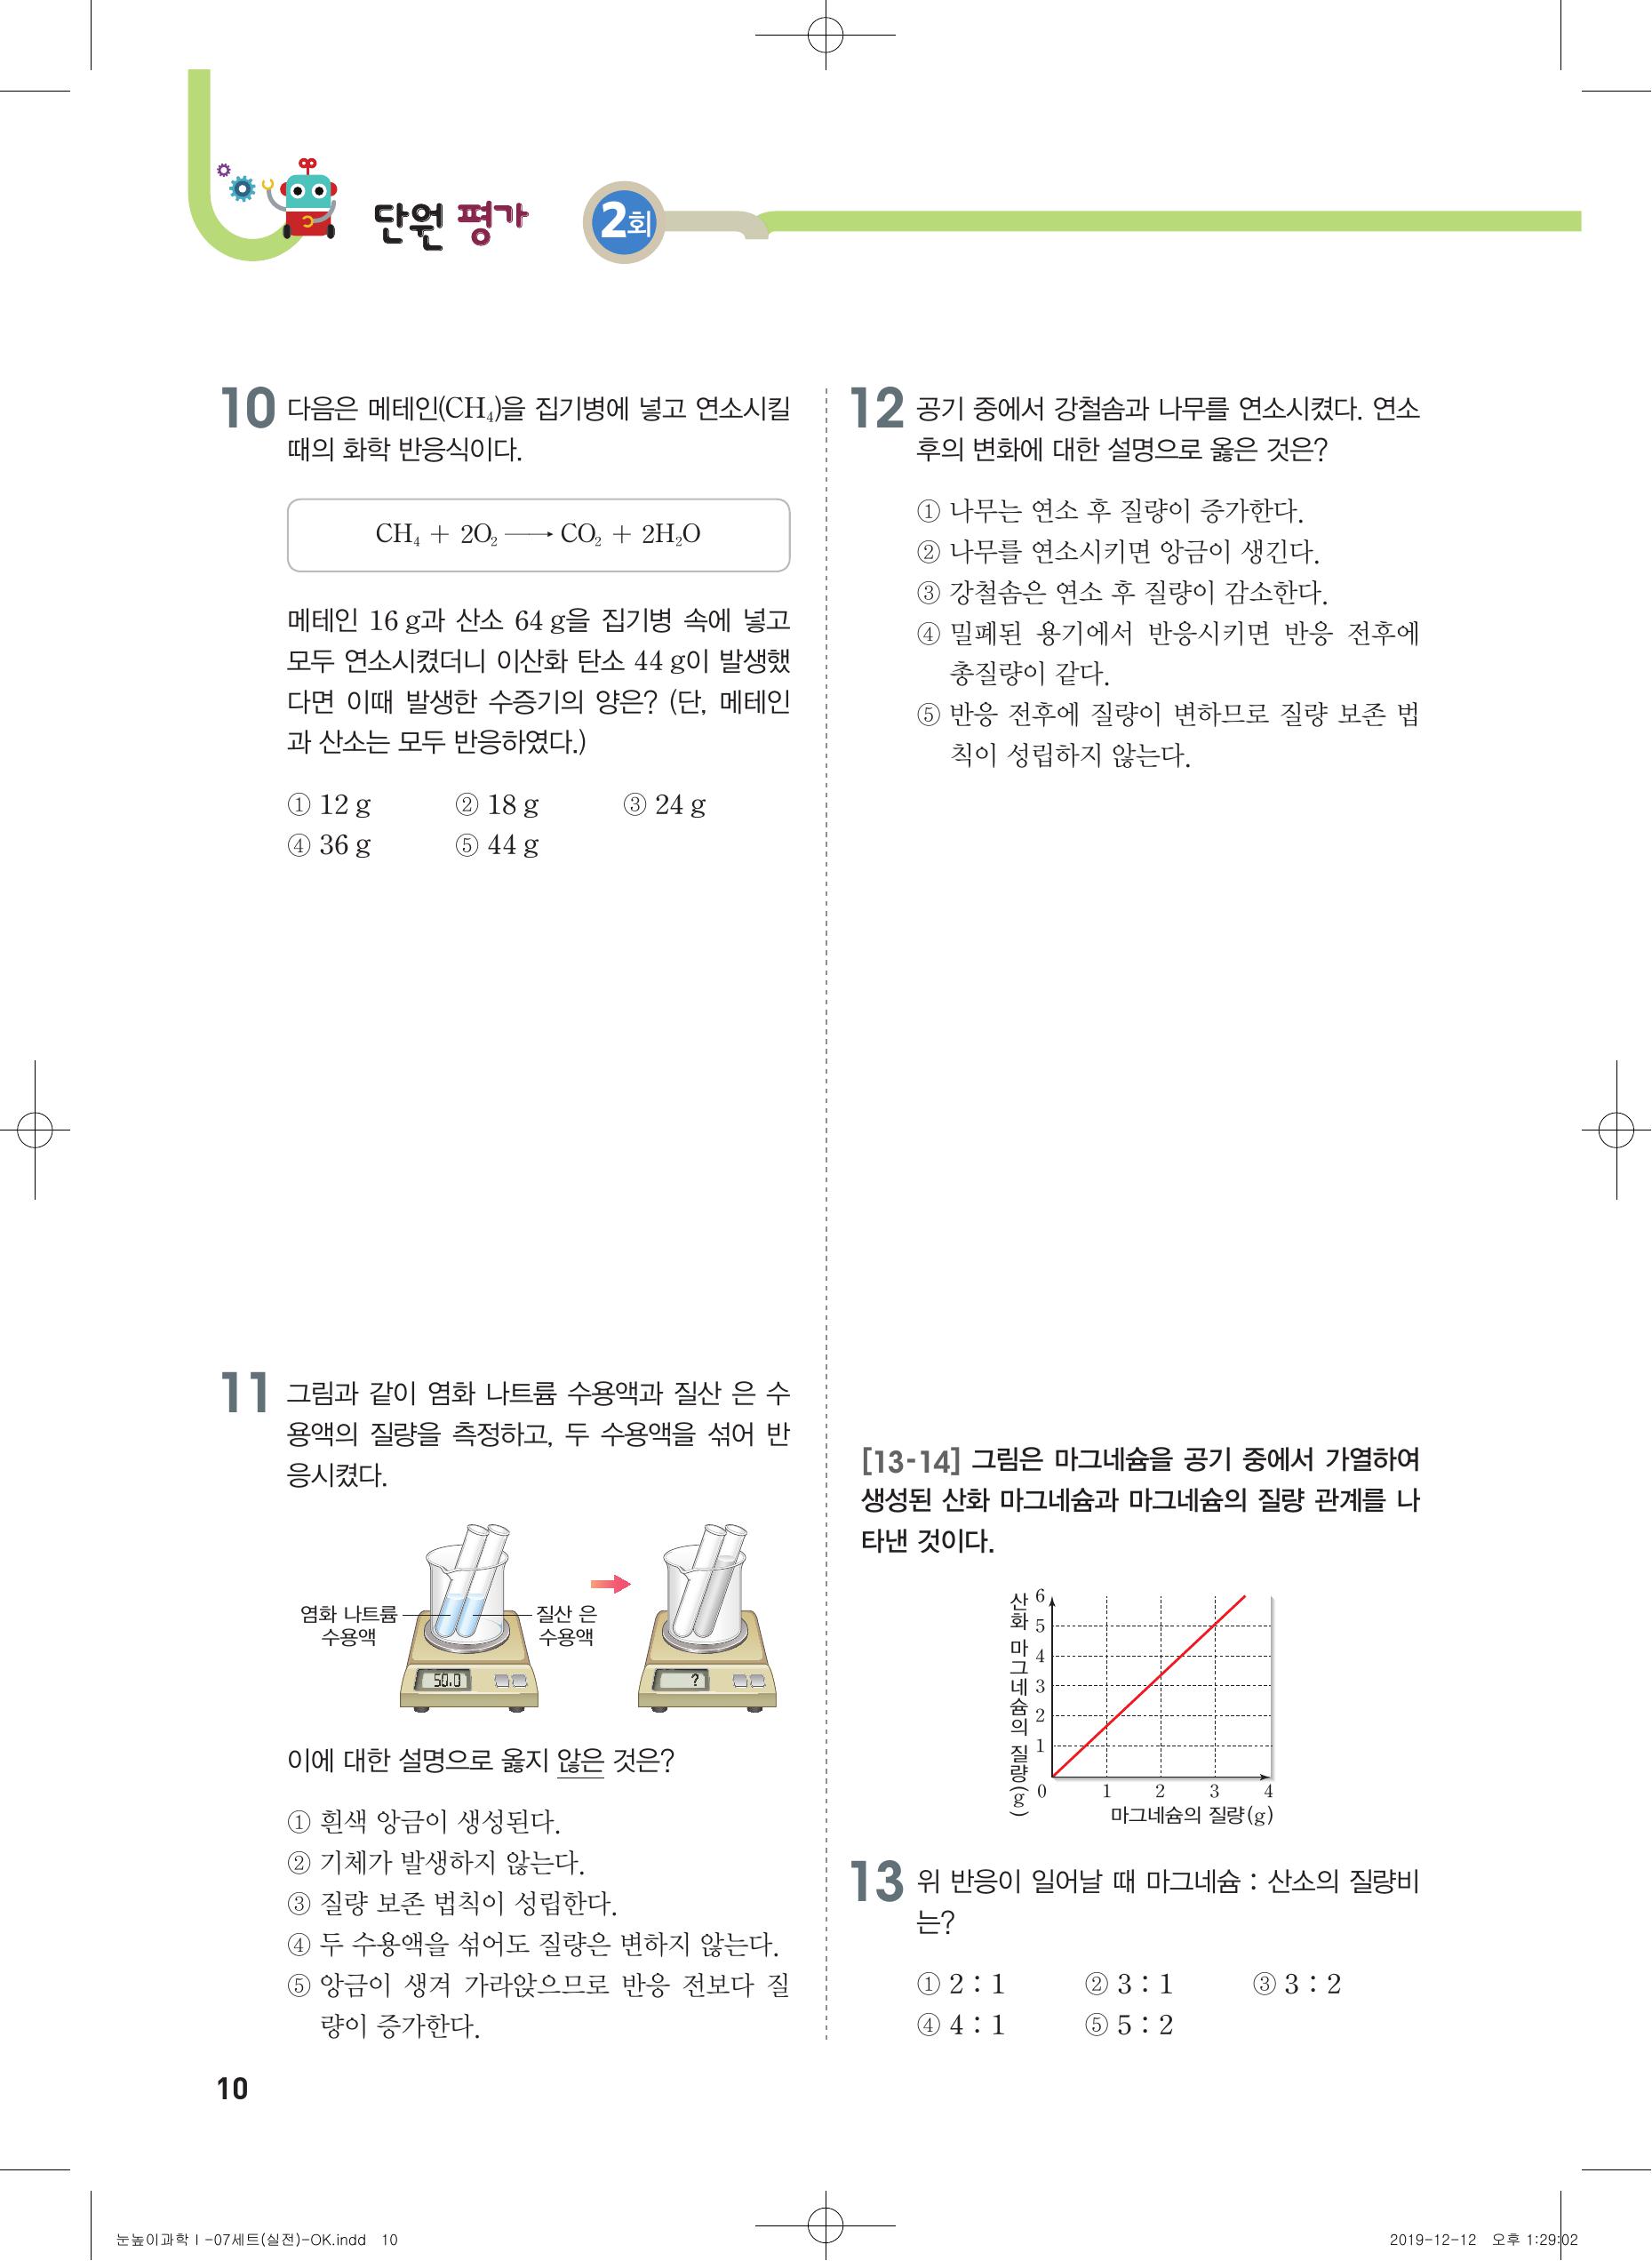 단원 평가 2회
10 다음은 메테인(CH₄)을 집기병에 넣고 연소시킬
때의 화학 반응식이다.
CH₄ + 2O₂ ⟶ CO₂ + 2H₂O
메테인 16 g과 산소 64 g을 집기병 속에 넣고
모두 연소시켰더니 이산화 탄소 44 g이 발생했
다면 이때 발생한 수증기의 양은? (단, 메테인
과 산소는 모두 반응하였다.)
① 12 g ② 18 g ③ 24 g
④ 36 g ⑤ 44 g
11 그림과 같이 염화 나트륨 수용액과 질산 은 수
용액의 질량을 측정하고, 두 수용액을 섞어 반
응시켰다.
염화 나트륨
수용액
질산 은
수용액
50.0
?
이에 대한 설명으로 옳지 않은 것은?
① 흰색 앙금이 생성된다.
② 기체가 발생하지 않는다.
③ 질량 보존 법칙이 성립한다.
④ 두 수용액을 섞어도 질량은 변하지 않는다.
⑤ 앙금이 생겨 가라앉으므로 반응 전보다 질
량이 증가한다.
12 공기 중에서 강철솜과 나무를 연소시켰다. 연소
후의 변화에 대한 설명으로 옳은 것은?
① 나무는 연소 후 질량이 증가한다.
② 나무를 연소시키면 앙금이 생긴다.
③ 강철솜은 연소 후 질량이 감소한다.
④ 밀폐된 용기에서 반응시키면 반응 전후에
총질량이 같다.
⑤ 반응 전후에 질량이 변하므로 질량 보존 법
칙이 성립하지 않는다.
[13-14] 그림은 마그네슘을 공기 중에서 가열하여
생성된 산화 마그네슘과 마그네슘의 질량 관계를 나
타낸 것이다.
산화 마그네슘의 질량(g)
6
5
4
3
2
1
0 1 2 3 4
마그네슘의 질량(g)
13 위 반응이 일어날 때 마그네슘 : 산소의 질량비
는?
① 2 : 1 ② 3 : 1 ③ 3 : 2
④ 4 : 1 ⑤ 5 : 2
10
눈높이과학Ⅰ-07세트(실전)-OK.indd 10
2019-12-12 오후 1:29:02